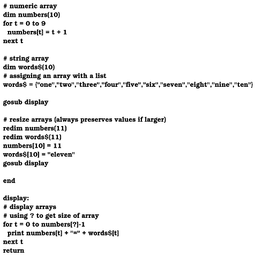 # numeric array
dim numbers(10)
for t = 0 to 9
numbers[t] = t + 1
next t
# string array
dim words$(10)
# assigning an array with a list
words$ = {"one","two","three","four","five","six","seven","eight","nine","ten"}
gosub display
# resize arrays (always preserves values if larger)
redim numbers(11)
redim words$(11)
numbers[10] = 11
words$[10] = "eleven"
gosub display
end
display:
# display arrays
# using ? to get size of array
for t = 0 to numbers[?]-1
print numbers[t] + "=" + words$[t]
next t
return